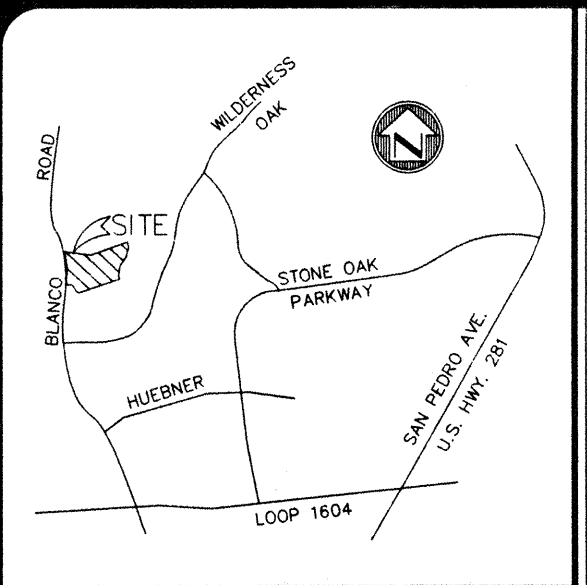 WILDERNESS
OAK
N
ROAD
SITE
BLANCO
STONE OAK
PARKWAY
HUEBNER
SAN PEDRO AVE.
U.S. HWY. 281
LOOP 1604